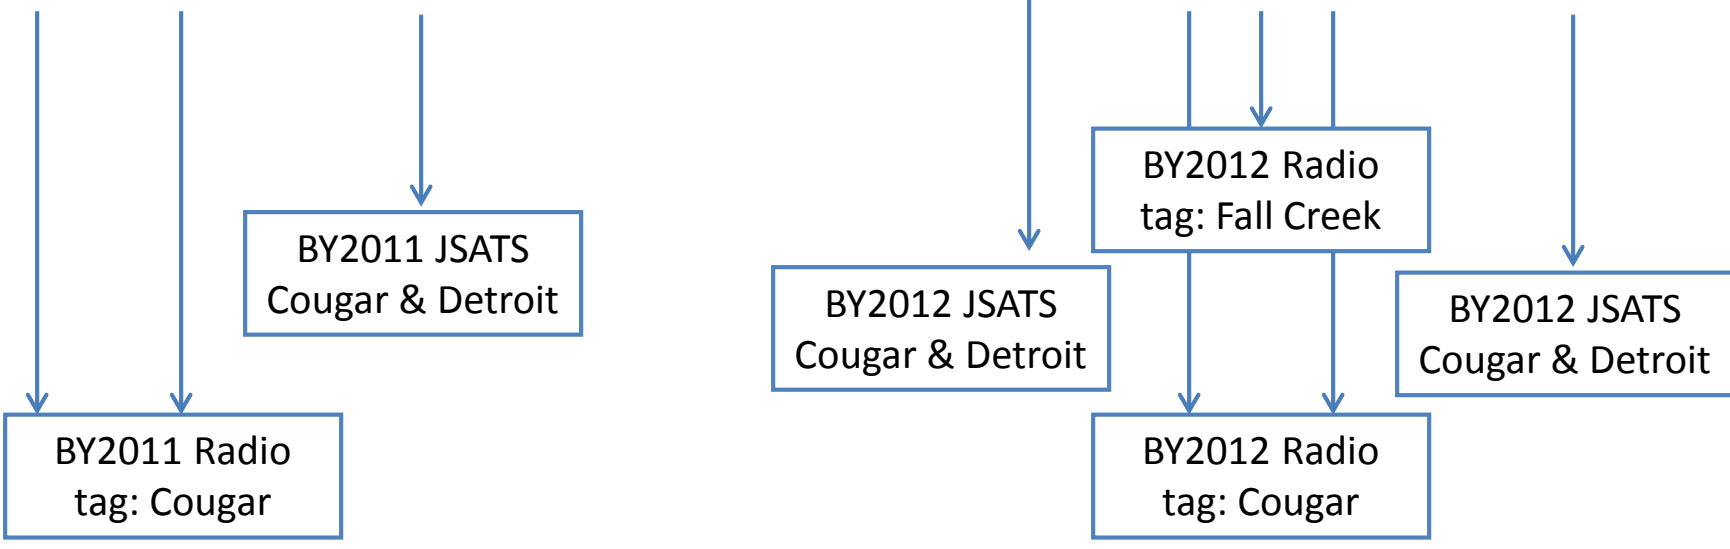 BY2011 JSATS
Cougar & Detroit
BY2011 Radio
tag: Cougar
BY2012 Radio
tag: Fall Creek
BY2012 JSATS
Cougar & Detroit
BY2012 JSATS
Cougar & Detroit
BY2012 Radio
tag: Cougar